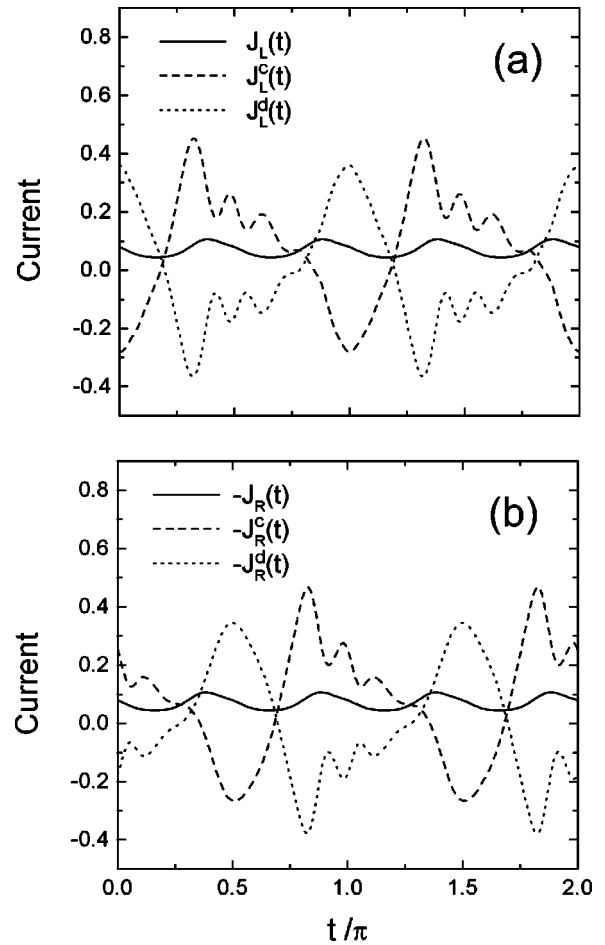 0.8
0.6
0.4
0.2
0.0
-0.2
-0.4
Current
J_L(t)
J_L^c(t)
J_L^d(t)
(a)
0.8
0.6
0.4
0.2
0.0
-0.2
-0.4
Current
-J_R(t)
-J_R^c(t)
-J_R^d(t)
(b)
0.0 0.5 1.0 1.5 2.0
t /π